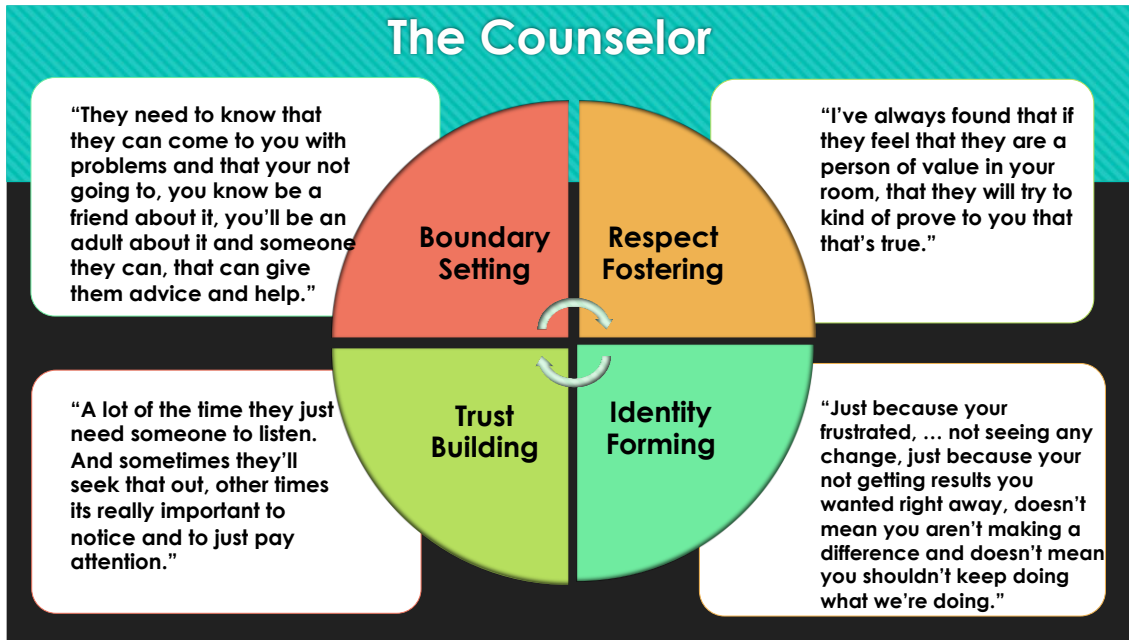 The Counselor
“They need to know that
they can come to you with
problems and that your not
going to, you know be a
friend about it, you’ll be an
adult about it and someone
they can, that can give
them advice and help.”
Boundary
Setting
Respect
Fostering
“I’ve always found that if
they feel that they are a
person of value in your
room, that they will try to
kind of prove to you that
that’s true.”
“A lot of the time they just
need someone to listen.
And sometimes they’ll
seek that out, other times
its really important to
notice and to just pay
attention.”
Trust
Building
Identity
Forming
“Just because your
frustrated, … not seeing any
change, just because your
not getting results you
wanted right away, doesn’t
mean you aren’t making a
difference and doesn’t mean
you shouldn’t keep doing
what we’re doing.”